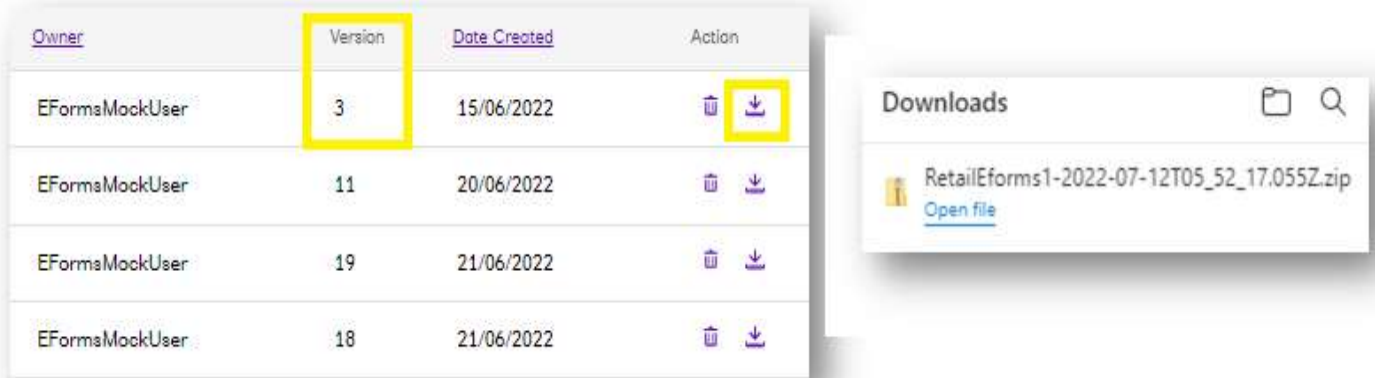 Owner Version Date Created Action
EFormsMockUser 3 15/06/2022
EFormsMockUser 11 20/06/2022
EFormsMockUser 19 21/06/2022
EFormsMockUser 18 21/06/2022
Downloads
RetailEforms1-2022-07-12T05_52_17.055Z.zip
Open file